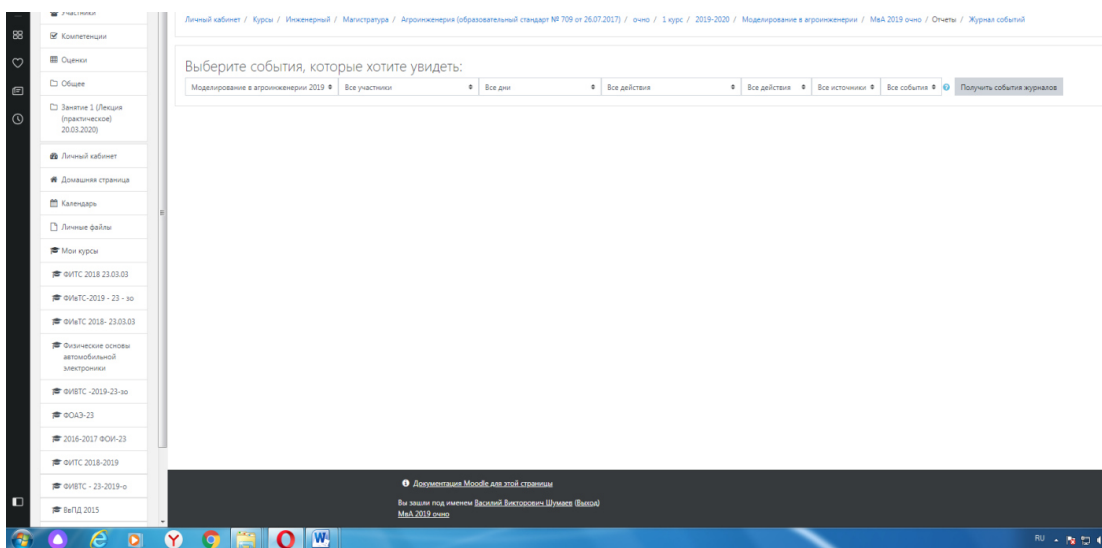 Участники
Компетенции
Оценки
Общее
Занятие 1 (Лекция
(практическое)
20.03.2020)
Личный кабинет
Домашняя страница
Календарь
Личные файлы
Мои курсы
ФИТС 2018 23.03.03
ФИвТС-2019 - 23 - зо
ФИвТС 2018- 23.03.03
Физические основы
автомобильной
электроники
ФИВТС -2019-23-зо
ФОАЭ-23
2016-2017 ФОИ-23
ФИТС 2018-2019
ФИВТС - 23-2019-о
ВвПД 2015
Личный кабинет / Курсы / Инженерный / Магистратура / Агроинженерия (образовательный стандарт № 709 от 26.07.2017) / очно / 1 курс / 2019-2020 / Моделирование в агроинженерии / МвА 2019 очно / Отчеты / Журнал событий
Выберите события, которые хотите увидеть:
Моделирование в агроинженерии 2019 Все участники Все дни Все действия Все действия Все источники Все события Получить события журналов
Документация Moodle для этой страницы
Вы зашли под именем Василий Викторович Шумаев (Выход)
МвА 2019 очно
RU